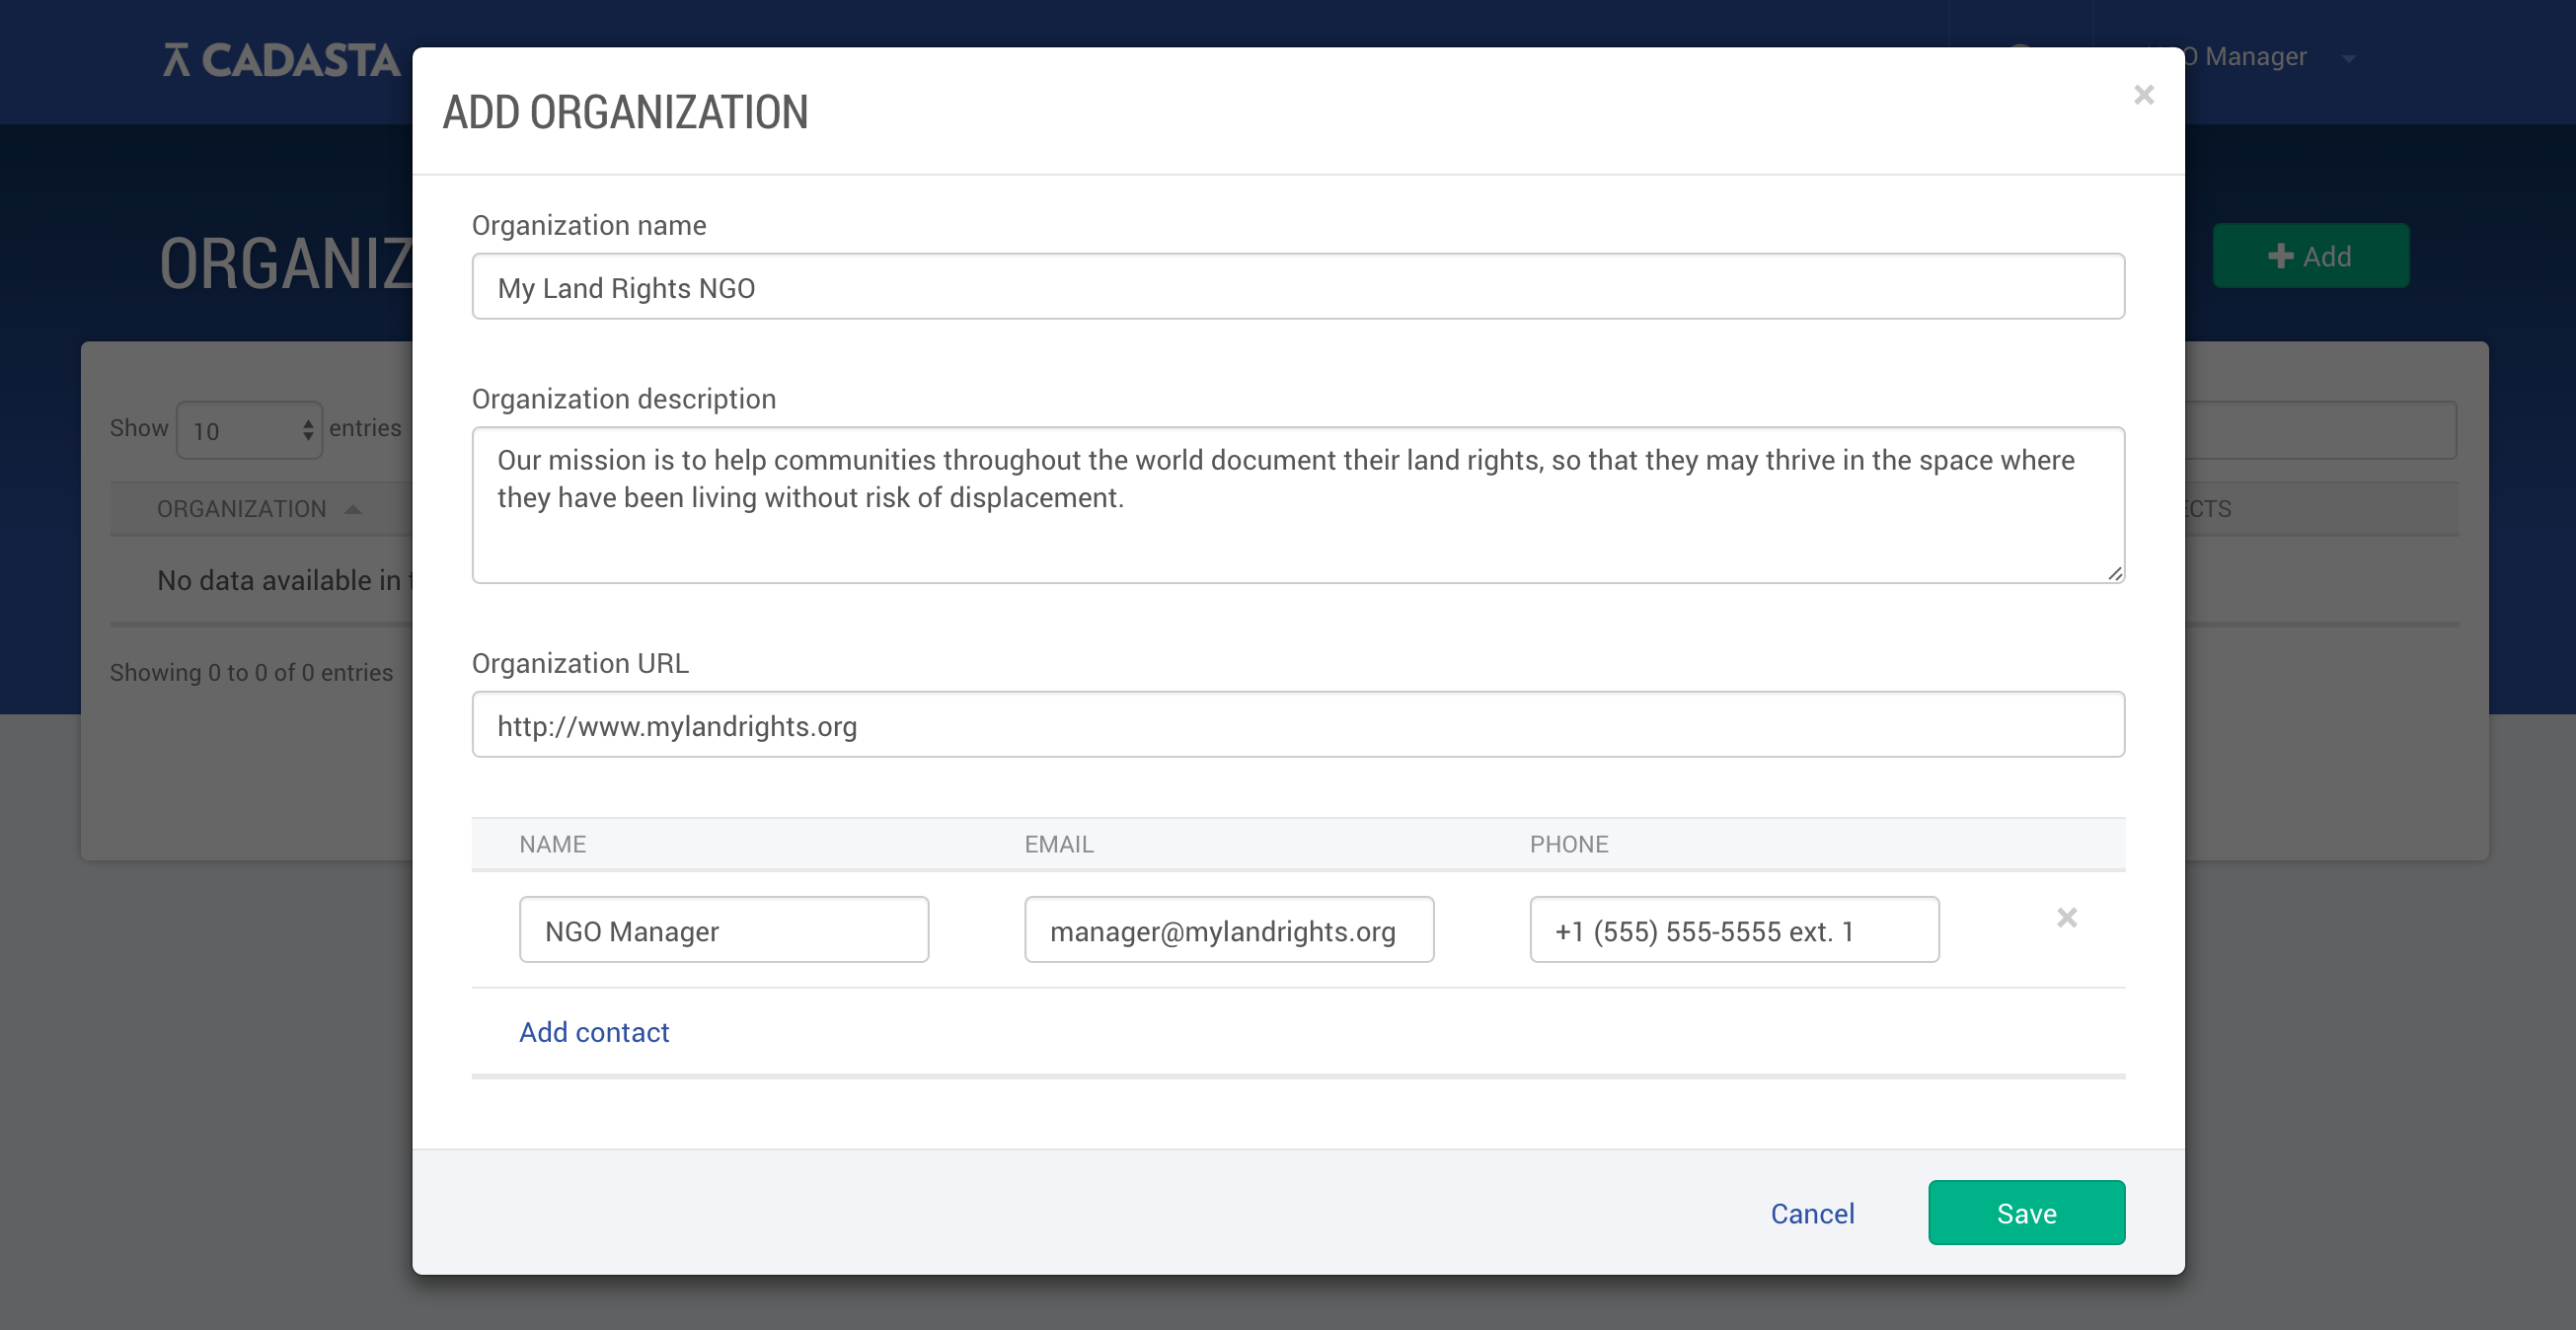 CADASTA
Manager
ADD ORGANIZATION
×
Organization name
My Land Rights NGO
Add
Organization description
Our mission is to help communities throughout the world document their land rights, so that they may thrive in the space where
they have been living without risk of displacement.
Show 10 entries
ORGANIZATION
No data available in
Showing 0 to 0 of 0 entries
Organization URL
http://www.mylandrights.org
NAME EMAIL PHONE
NGO Manager manager@mylandrights.org +1 (555) 555-5555 ext. 1 ×
Add contact
Cancel Save